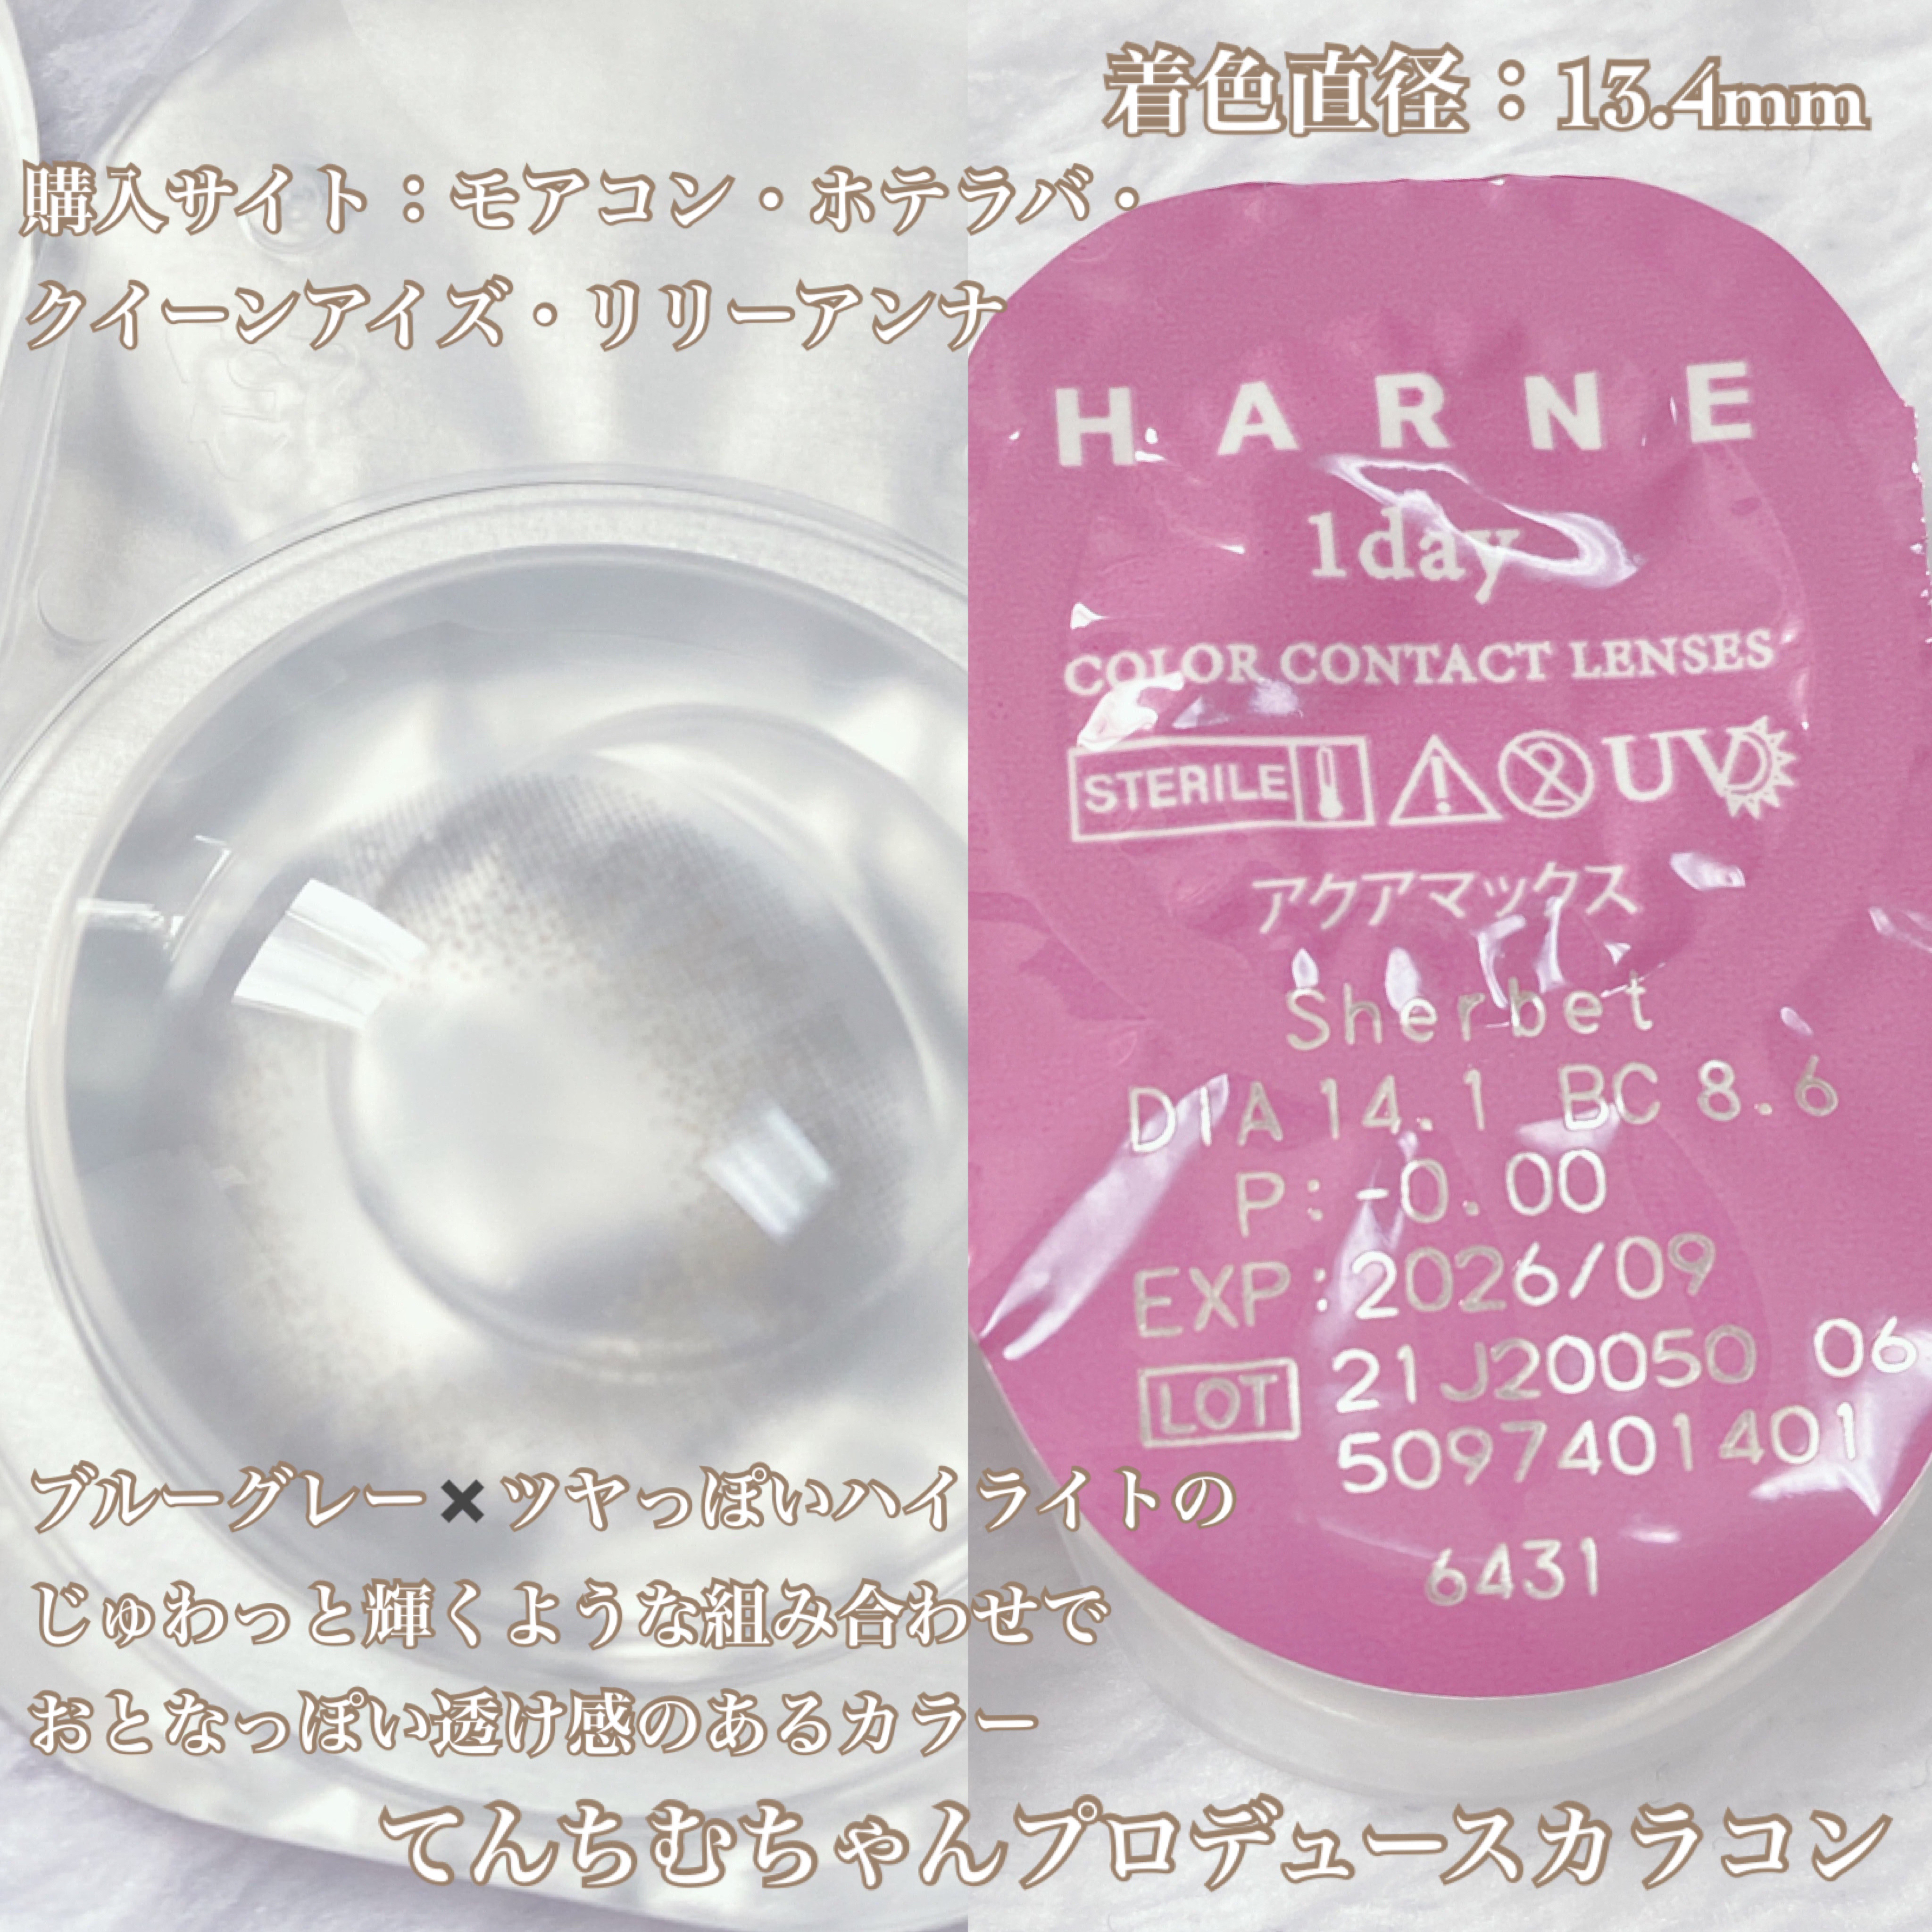 着色直径：13.4mm
購入サイト：モアコン・ホテラバ・
クイーンアイズ・リリーアンナ
HARNE
1day
COLOR CONTACT LENSES
STERILE
UV
アクアマックス
Sherbet
DIA 14.1 BC 8.6
P:-0.00
EXP:2026/09
LOT 21J20050 06
5097401401
6431
ブルーグレー✖ツヤっぽいハイライトの
じゅわっと輝くような組み合わせで
おとなっぽい透け感のあるカラー
てんちむちゃんプロデュースカラコン